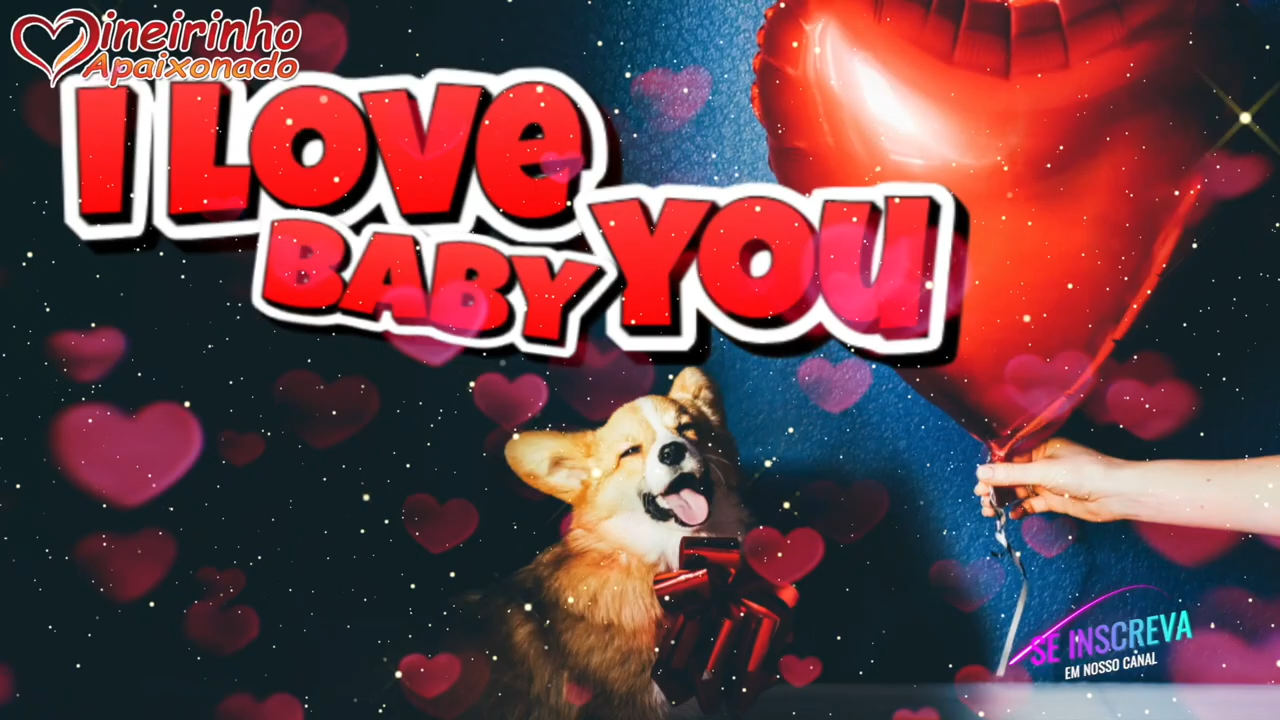 Mineirinho
Apaixonado
I LOVE
BABY YOU
SE INSCREVA
EM NOSSO CANAL